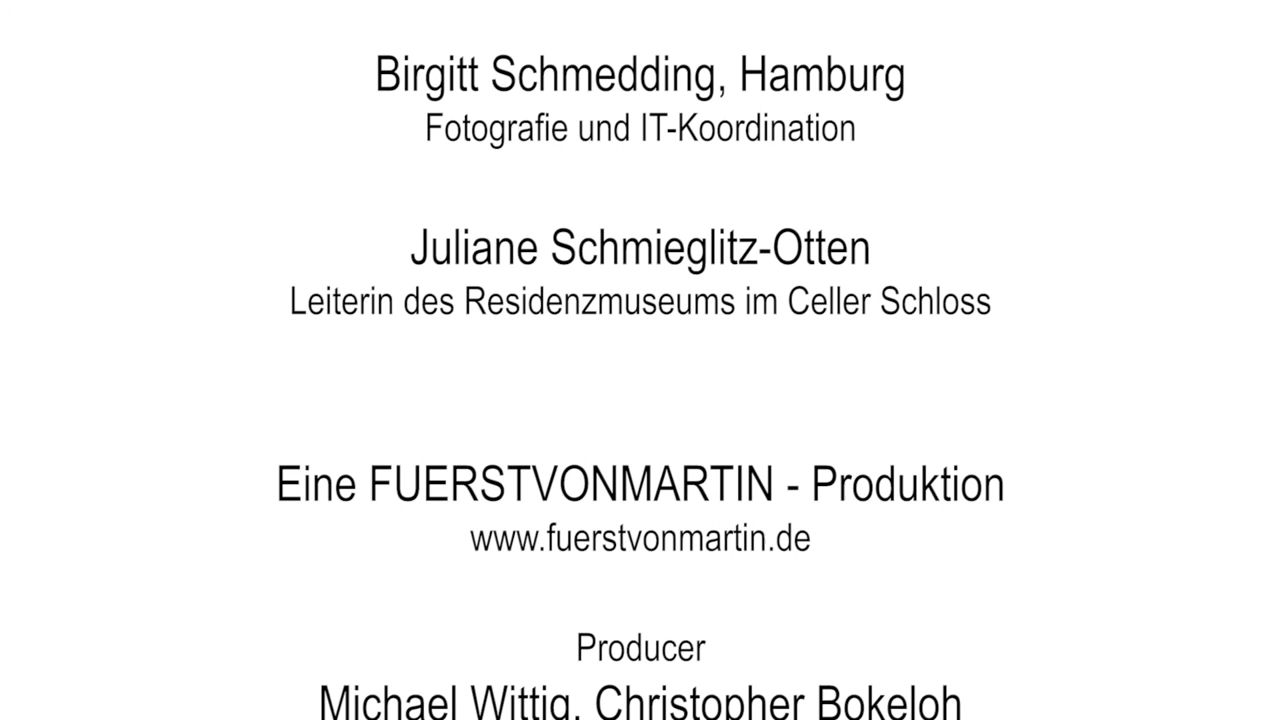 Birgitt Schmedding, Hamburg
Fotografie und IT-Koordination
Juliane Schmieglitz-Otten
Leiterin des Residenzmuseums im Celler Schloss
Eine FUERSTVONMARTIN - Produktion
www.fuerstvonmartin.de
Producer
Michael Wittig, Christopher Bokeloh